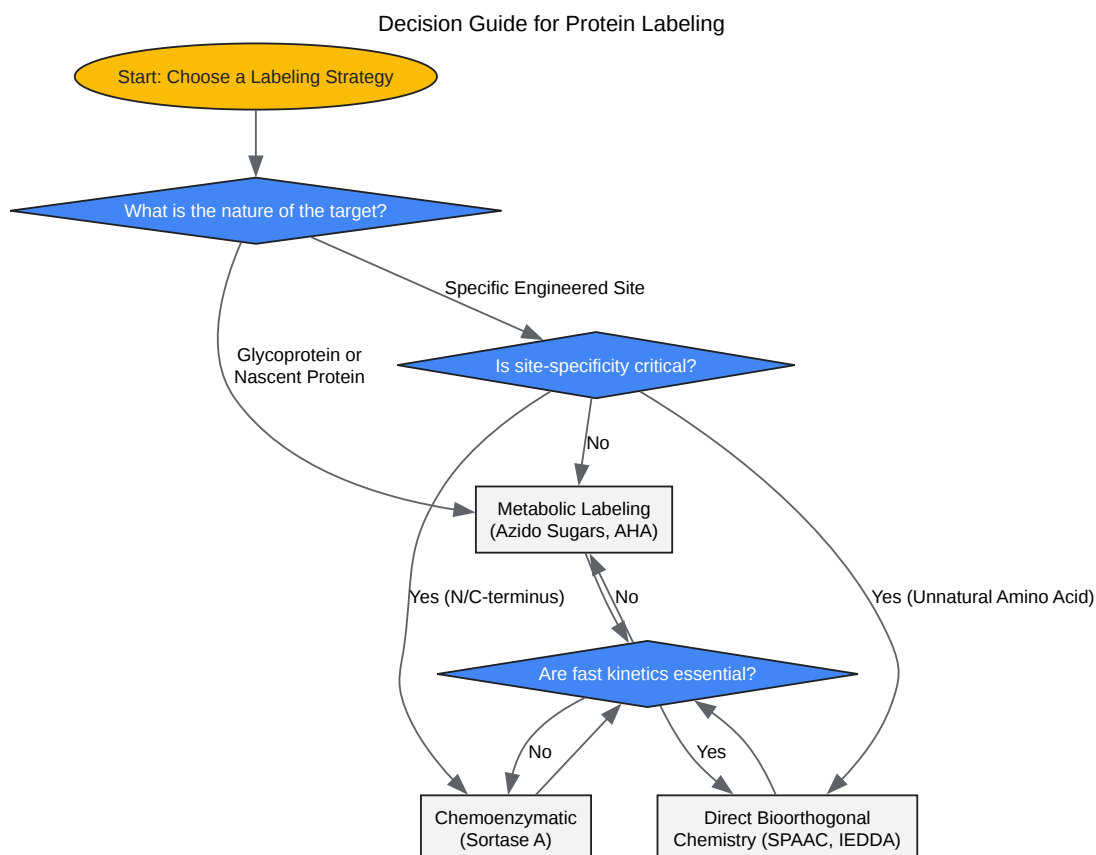 Decision Guide for Protein Labeling
Start: Choose a Labeling Strategy
What is the nature of the target?
Specific Engineered Site
Glycoprotein or
Nascent Protein
Is site-specificity critical?
No
Metabolic Labeling
(Azido Sugars, AHA)
Yes (N/C-terminus)
No
Yes (Unnatural Amino Acid)
Are fast kinetics essential?
No
Yes
Chemoenzymatic
(Sortase A)
Direct Bioorthogonal
Chemistry (SPAAC, IEDDA)